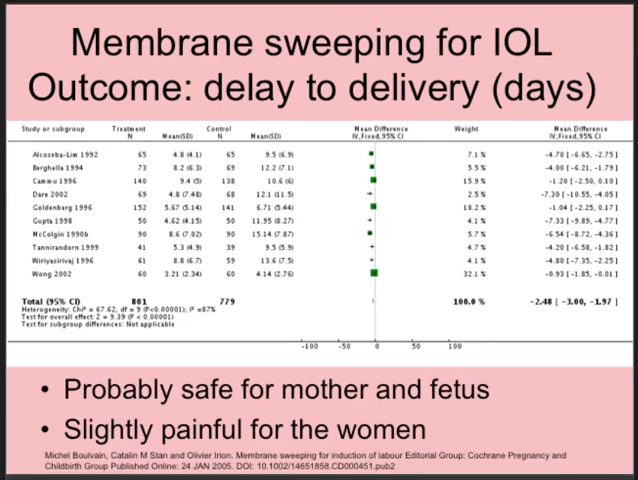 Membrane sweeping for IOL
Outcome: delay to delivery (days)
Study or subgroup Treatment Control Mean Difference Weight Mean Difference
N Mean(SD) N Mean(SD) IV,Fixed,95% CI IV,Fixed,95% CI
Alcoseba-Lim 1992 65 4.8 (4.1) 65 9.5 (6.9) 7.1 % -4.70 [ -6.65, -2.75 ]
Berghella 1994 73 8.2 (6.3) 69 12.2 (7.1) 5.5 % -4.00 [ -6.21, -1.79 ]
Cammu 1996 140 9.4 (5) 138 10.6 (6) 15.9 % -1.20 [ -2.50, 0.10 ]
Dare 2002 69 4.8 (7.48) 68 12.1 (11.5) 2.5 % -7.30 [ -10.55, -4.05 ]
Goldenberg 1996 152 5.67 (5.14) 141 6.71 (5.44) 18.2 % -1.04 [ -2.25, 0.17 ]
Gupta 1998 50 4.62 (4.15) 50 11.95 (8.27) 4.1 % -7.33 [ -9.89, -4.77 ]
McColgin 1990b 90 8.6 (7.02) 90 15.14 (7.87) 5.7 % -6.54 [ -8.72, -4.36 ]
Tannirandorn 1999 41 5.3 (4.9) 39 9.5 (5.9) 4.7 % -4.20 [ -6.58, -1.82 ]
Wiriyasirivaj 1996 61 8.8 (6.7) 59 13.6 (7.5) 4.1 % -4.80 [ -7.35, -2.25 ]
Wong 2002 60 3.21 (2.34) 60 4.14 (2.76) 32.1 % -0.93 [ -1.85, -0.01 ]
Total (95% CI) 801 779 100.0 % -2.48 [ -3.00, -1.97 ]
Heterogeneity: Chi² = 67.62, df = 9 (P<0.00001); I² =87%
Test for overall effect: Z = 9.39 (P < 0.00001)
Test for subgroup differences: Not applicable
-100 -50 0 50 100
• Probably safe for mother and fetus
• Slightly painful for the women
Michel Boulvain, Catalin M Stan and Olivier Irion. Membrane sweeping for induction of labour Editorial Group: Cochrane Pregnancy and
Childbirth Group Published Online: 24 JAN 2005. DOI: 10.1002/14651858.CD000451.pub2